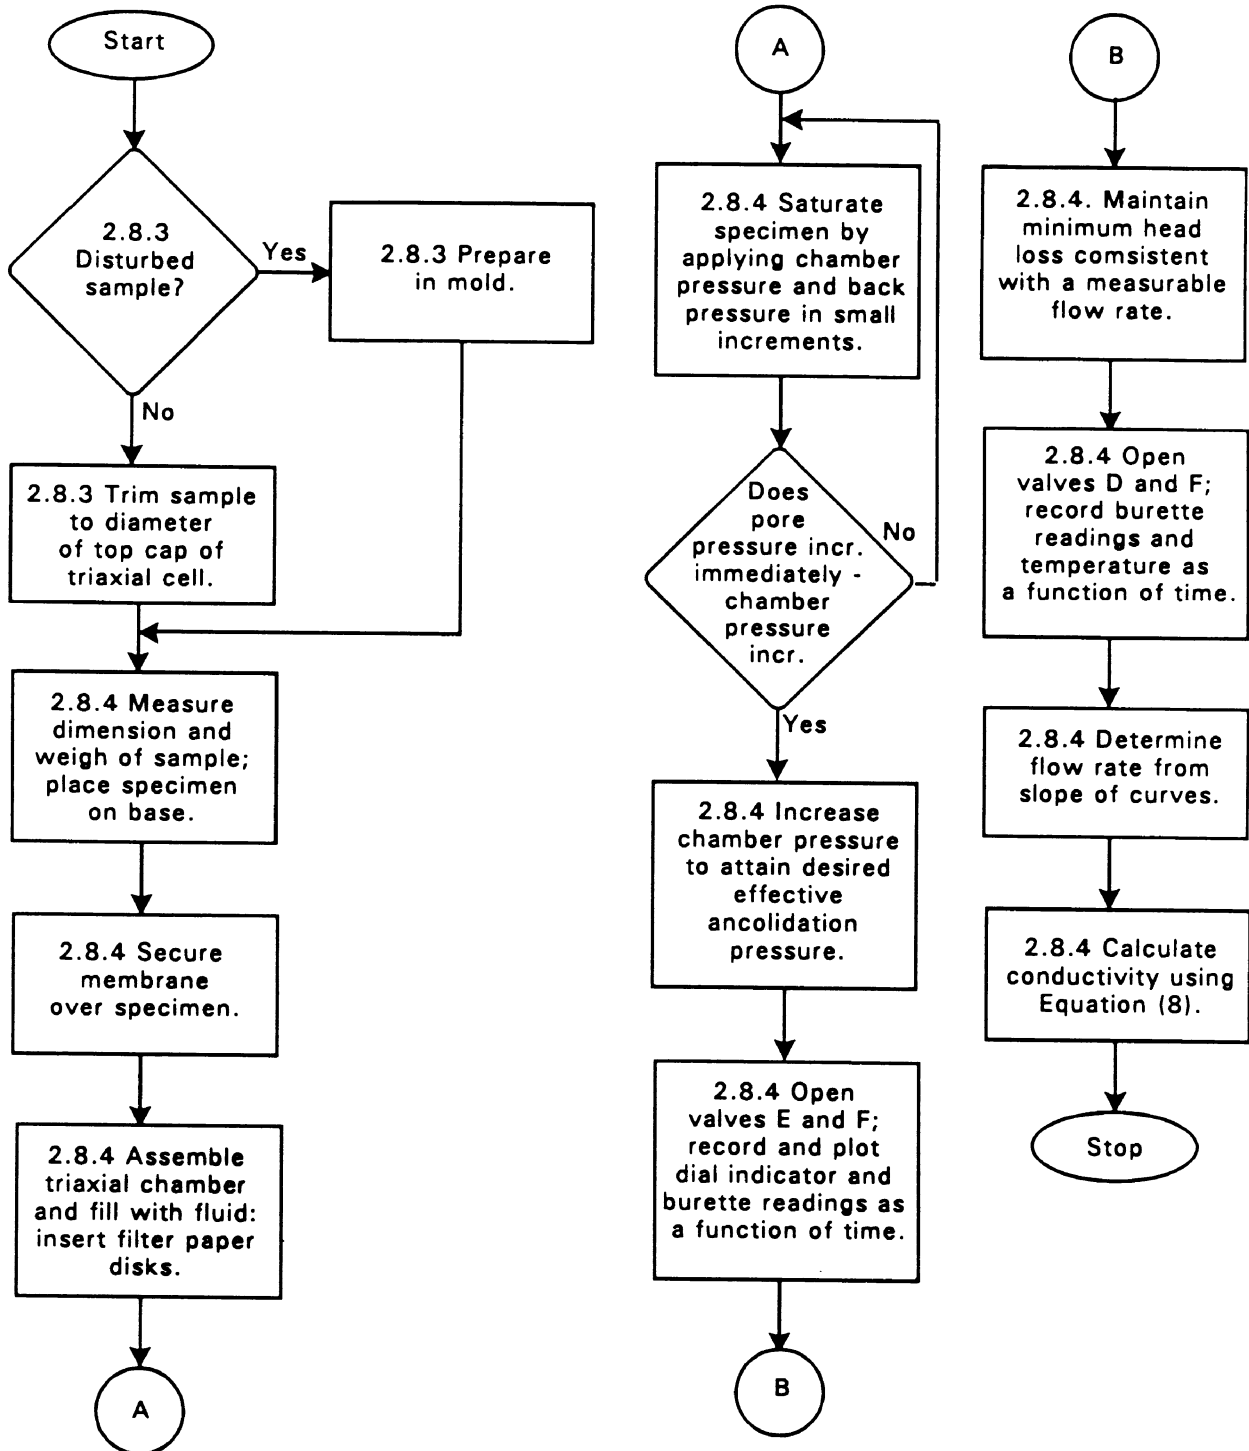 Start
2.8.3
Disturbed
sample?
Yes
2.8.3 Prepare
in mold.
No
2.8.3 Trim sample
to diameter
of top cap of
triaxial cell.
2.8.4 Measure
dimension and
weigh of sample;
place specimen
on base.
2.8.4 Secure
membrane
over specimen.
2.8.4 Assemble
triaxial chamber
and fill with fluid:
insert filter paper
disks.
A
A
2.8.4 Saturate
specimen by
applying chamber
pressure and back
pressure in small
increments.
Does
pore
pressure incr.
immediately -
chamber
pressure
incr.
No
Yes
2.8.4 Increase
chamber pressure
to attain desired
effective
ancolidation
pressure.
2.8.4 Open
valves E and F;
record and plot
dial indicator and
burette readings as
a function of time.
B
B
2.8.4. Maintain
minimum head
loss comsistent
with a measurable
flow rate.
2.8.4 Open
valves D and F;
record burette
readings and
temperature as
a function of time.
2.8.4 Determine
flow rate from
slope of curves.
2.8.4 Calculate
conductivity using
Equation (8).
Stop